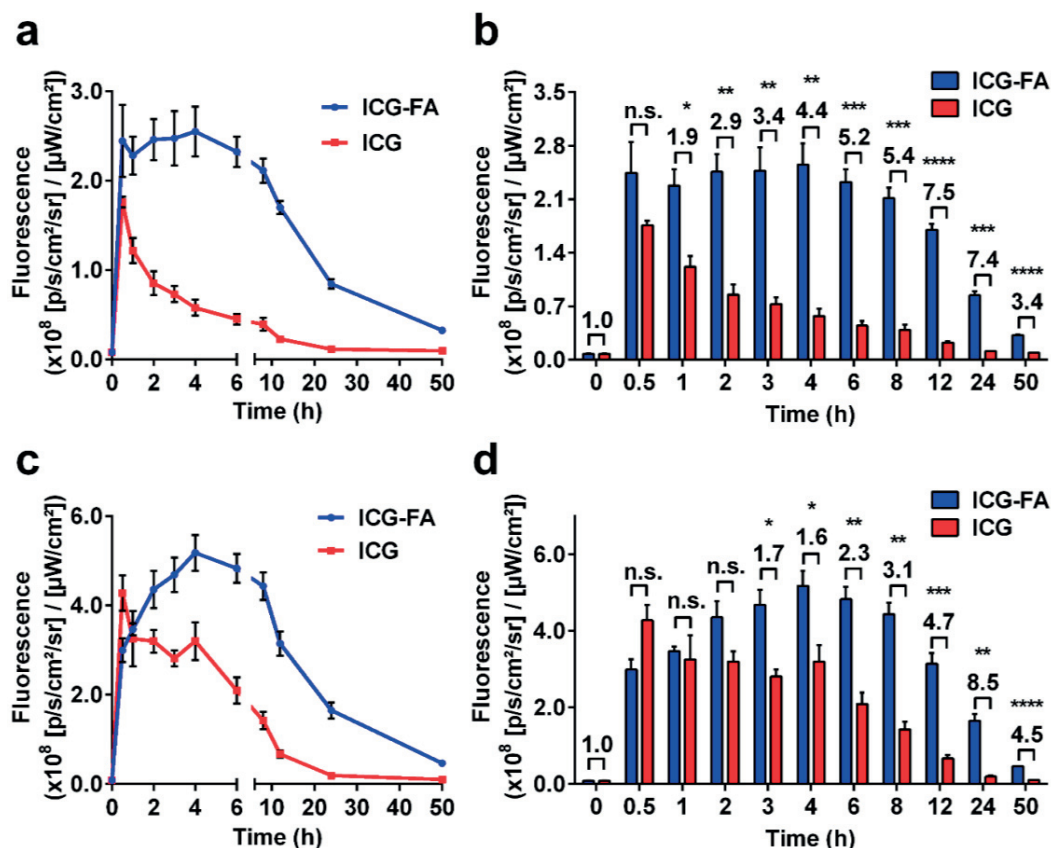 a
Fluorescence
(x10⁸ [p/s/cm²/sr] / [µW/cm²]
3.0
2.0
1.0
0.0
ICG-FA
ICG
0 2 4 6 10 20 30 40 50
Time (h)
b
Fluorescence
(x10⁸ [p/s/cm²/sr] / [µW/cm²]
3.5
2.8
2.1
1.4
0.7
0.0
ICG-FA
ICG
1.0
n.s.
*
1.9
**
2.9
**
3.4
**
4.4
***
5.2
***
5.4
****
7.5
***
7.4
****
3.4
0 0.5 1 2 3 4 6 8 12 24 50
Time (h)
c
Fluorescence
(x10⁸ [p/s/cm²/sr] / [µW/cm²]
6.0
4.0
2.0
0.0
ICG-FA
ICG
0 2 4 6 10 20 30 40 50
Time (h)
d
Fluorescence
(x10⁸ [p/s/cm²/sr] / [µW/cm²]
6.0
4.0
2.0
0.0
ICG-FA
ICG
1.0
n.s.
n.s.
n.s.
*
1.7
*
1.6
**
2.3
**
3.1
***
4.7
**
8.5
****
4.5
0 0.5 1 2 3 4 6 8 12 24 50
Time (h)